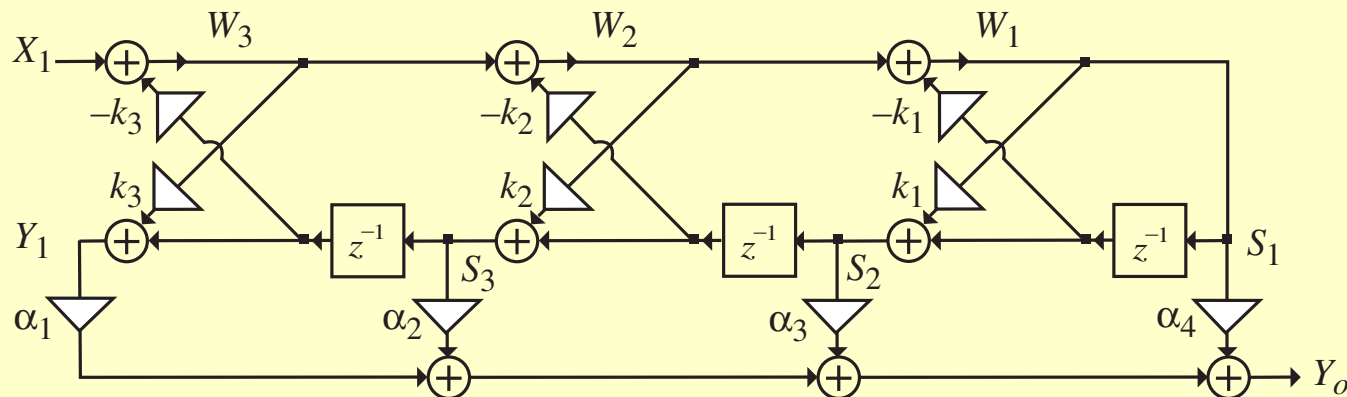 X1 W3 W2 W1
–k3 –k2 –k1
k3 k2 k1
Y1 z⁻¹ S3 z⁻¹ S2 z⁻¹ S1
α1 α2 α3 α4
Yo